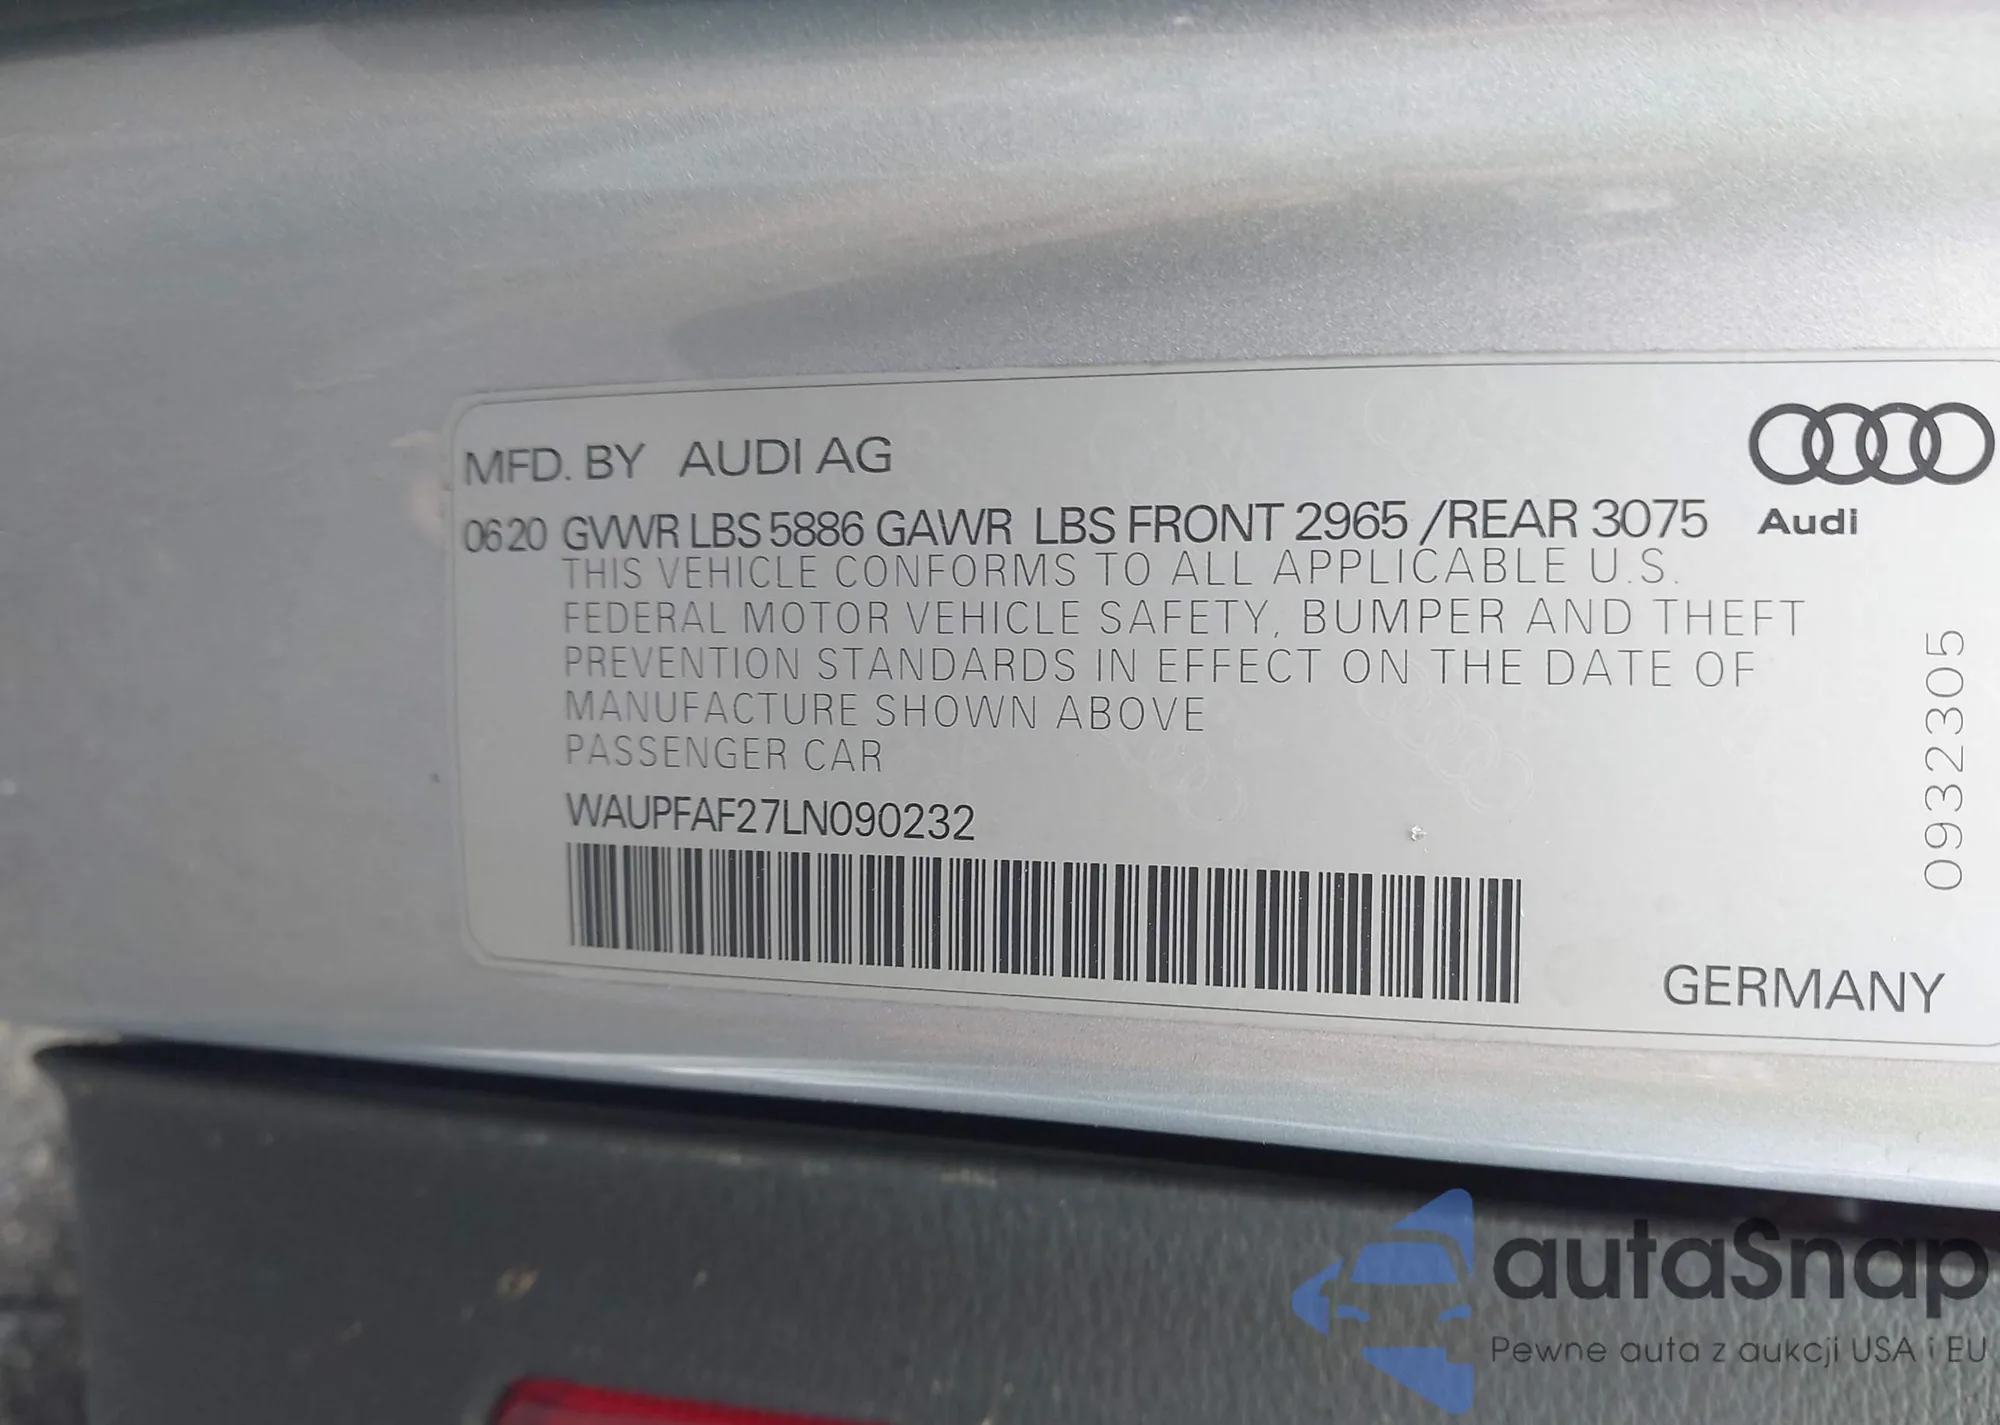 MFD. BY AUDI AG
Audi
0620 GVWR LBS 5886 GAWR LBS FRONT 2965 /REAR 3075
THIS VEHICLE CONFORMS TO ALL APPLICABLE U.S.
FEDERAL MOTOR VEHICLE SAFETY, BUMPER AND THEFT
PREVENTION STANDARDS IN EFFECT ON THE DATE OF
MANUFACTURE SHOWN ABOVE
PASSENGER CAR
WAUPFAF27LN090232
0932305
GERMANY
autaSnap
Pewne auta z aukcji USA i EU